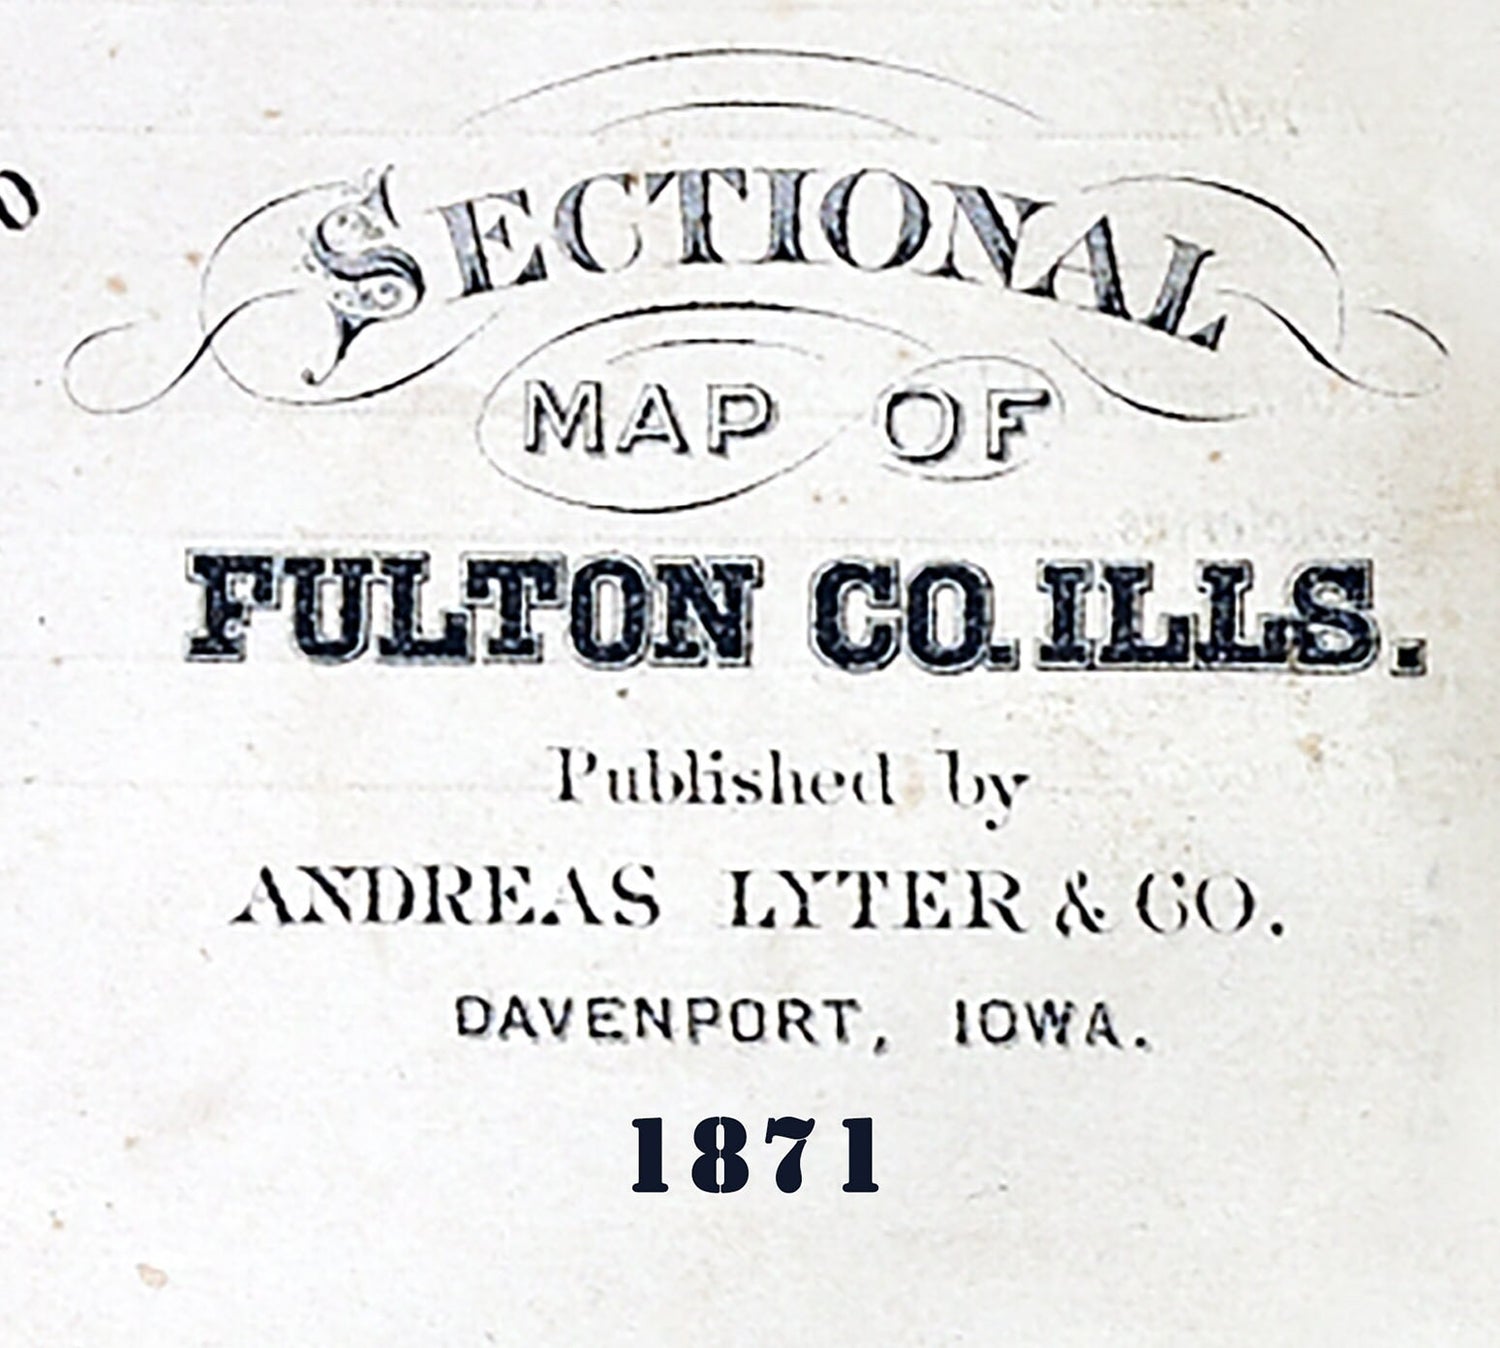 SECTIONAL
MAP OF
FULTON CO. ILLS.
Published by
ANDREAS LYTER & CO.
DAVENPORT, IOWA.
1871